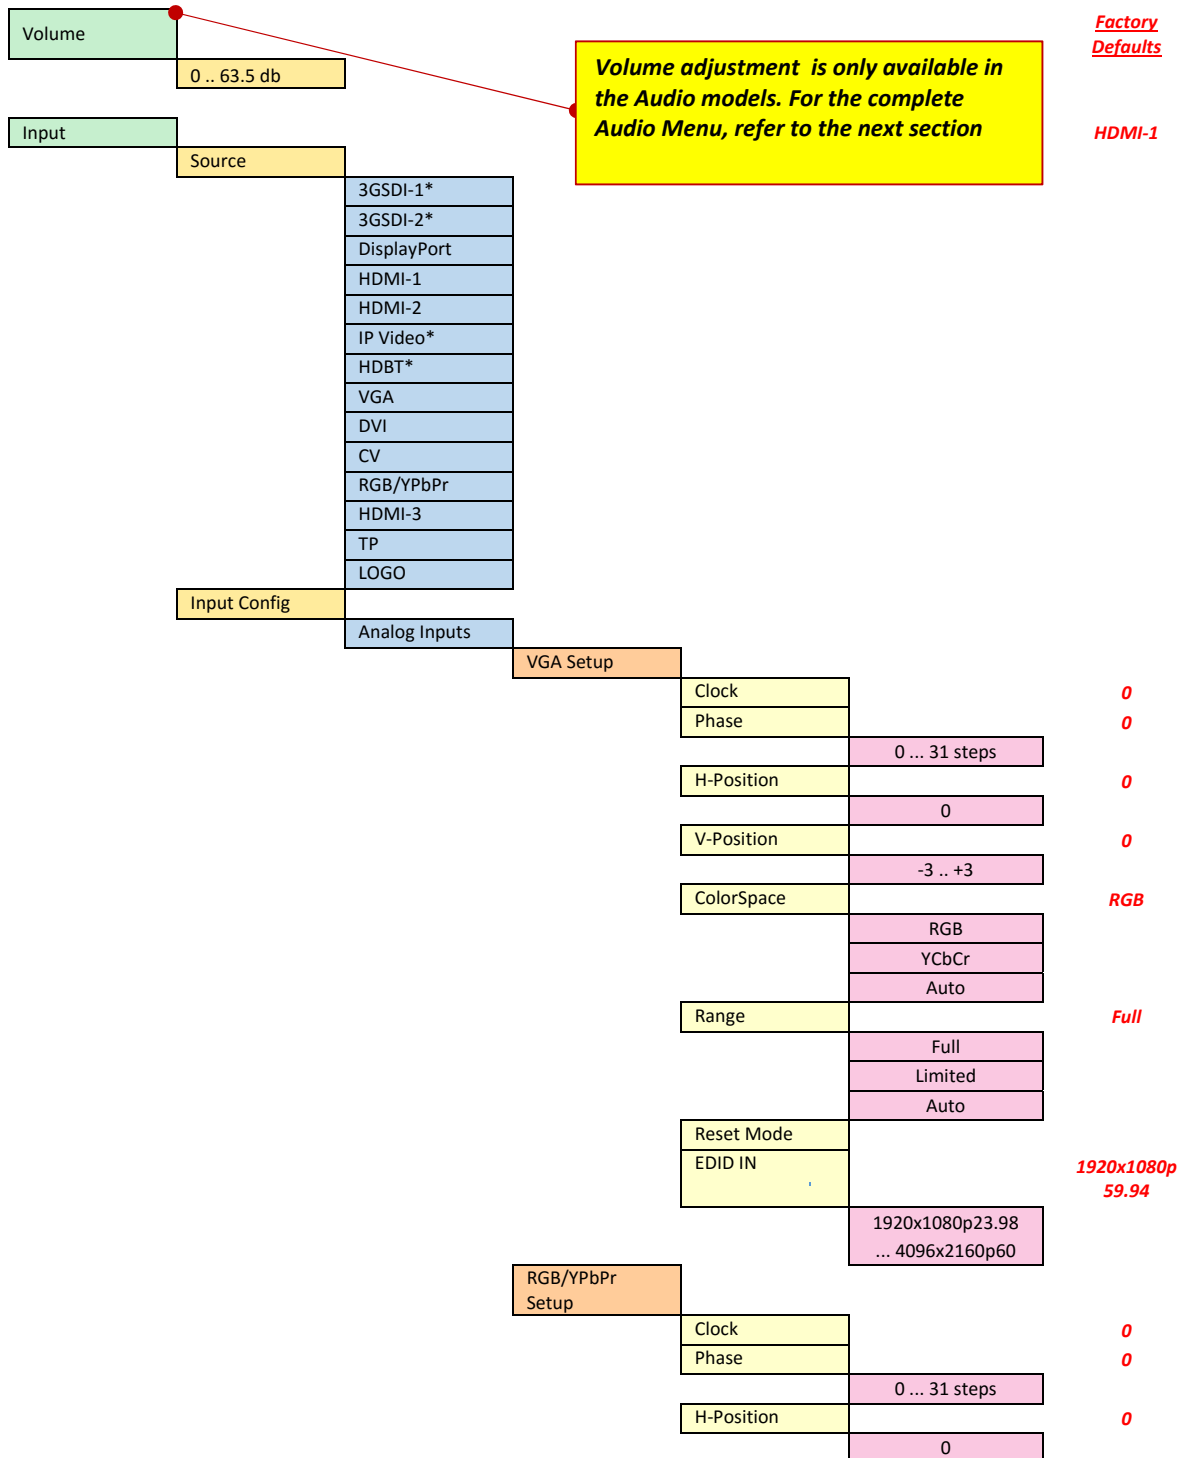 Volume
Factory
Defaults
0 .. 63.5 db
Volume adjustment  is only available in
the Audio models. For the complete
Audio Menu, refer to the next section
Input
HDMI-1
Source
3GSDI-1*
3GSDI-2*
DisplayPort
HDMI-1
HDMI-2
IP Video*
HDBT*
VGA
DVI
CV
RGB/YPbPr
HDMI-3
TP
LOGO
Input Config
Analog Inputs
VGA Setup
Clock 0
Phase 0
0 ... 31 steps
H-Position 0
0
V-Position 0
-3 .. +3
ColorSpace RGB
RGB
YCbCr
Auto
Range Full
Full
Limited
Auto
Reset Mode
EDID IN 1920x1080p
59.94
1920x1080p23.98
... 4096x2160p60
RGB/YPbPr
Setup
Clock 0
Phase 0
0 ... 31 steps
H-Position 0
0